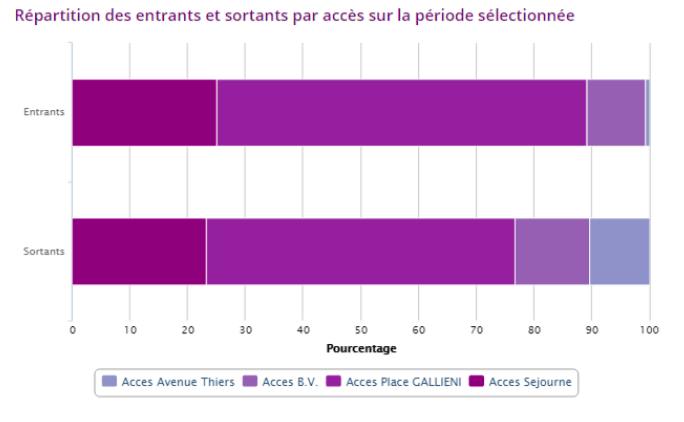 Répartition des entrants et sortants par accès sur la période sélectionnée
Entrants
Sortants
0 10 20 30 40 50 60 70 80 90 100
Pourcentage
Acces Avenue Thiers Acces B.V. Acces Place GALLIENI Acces Sejourne